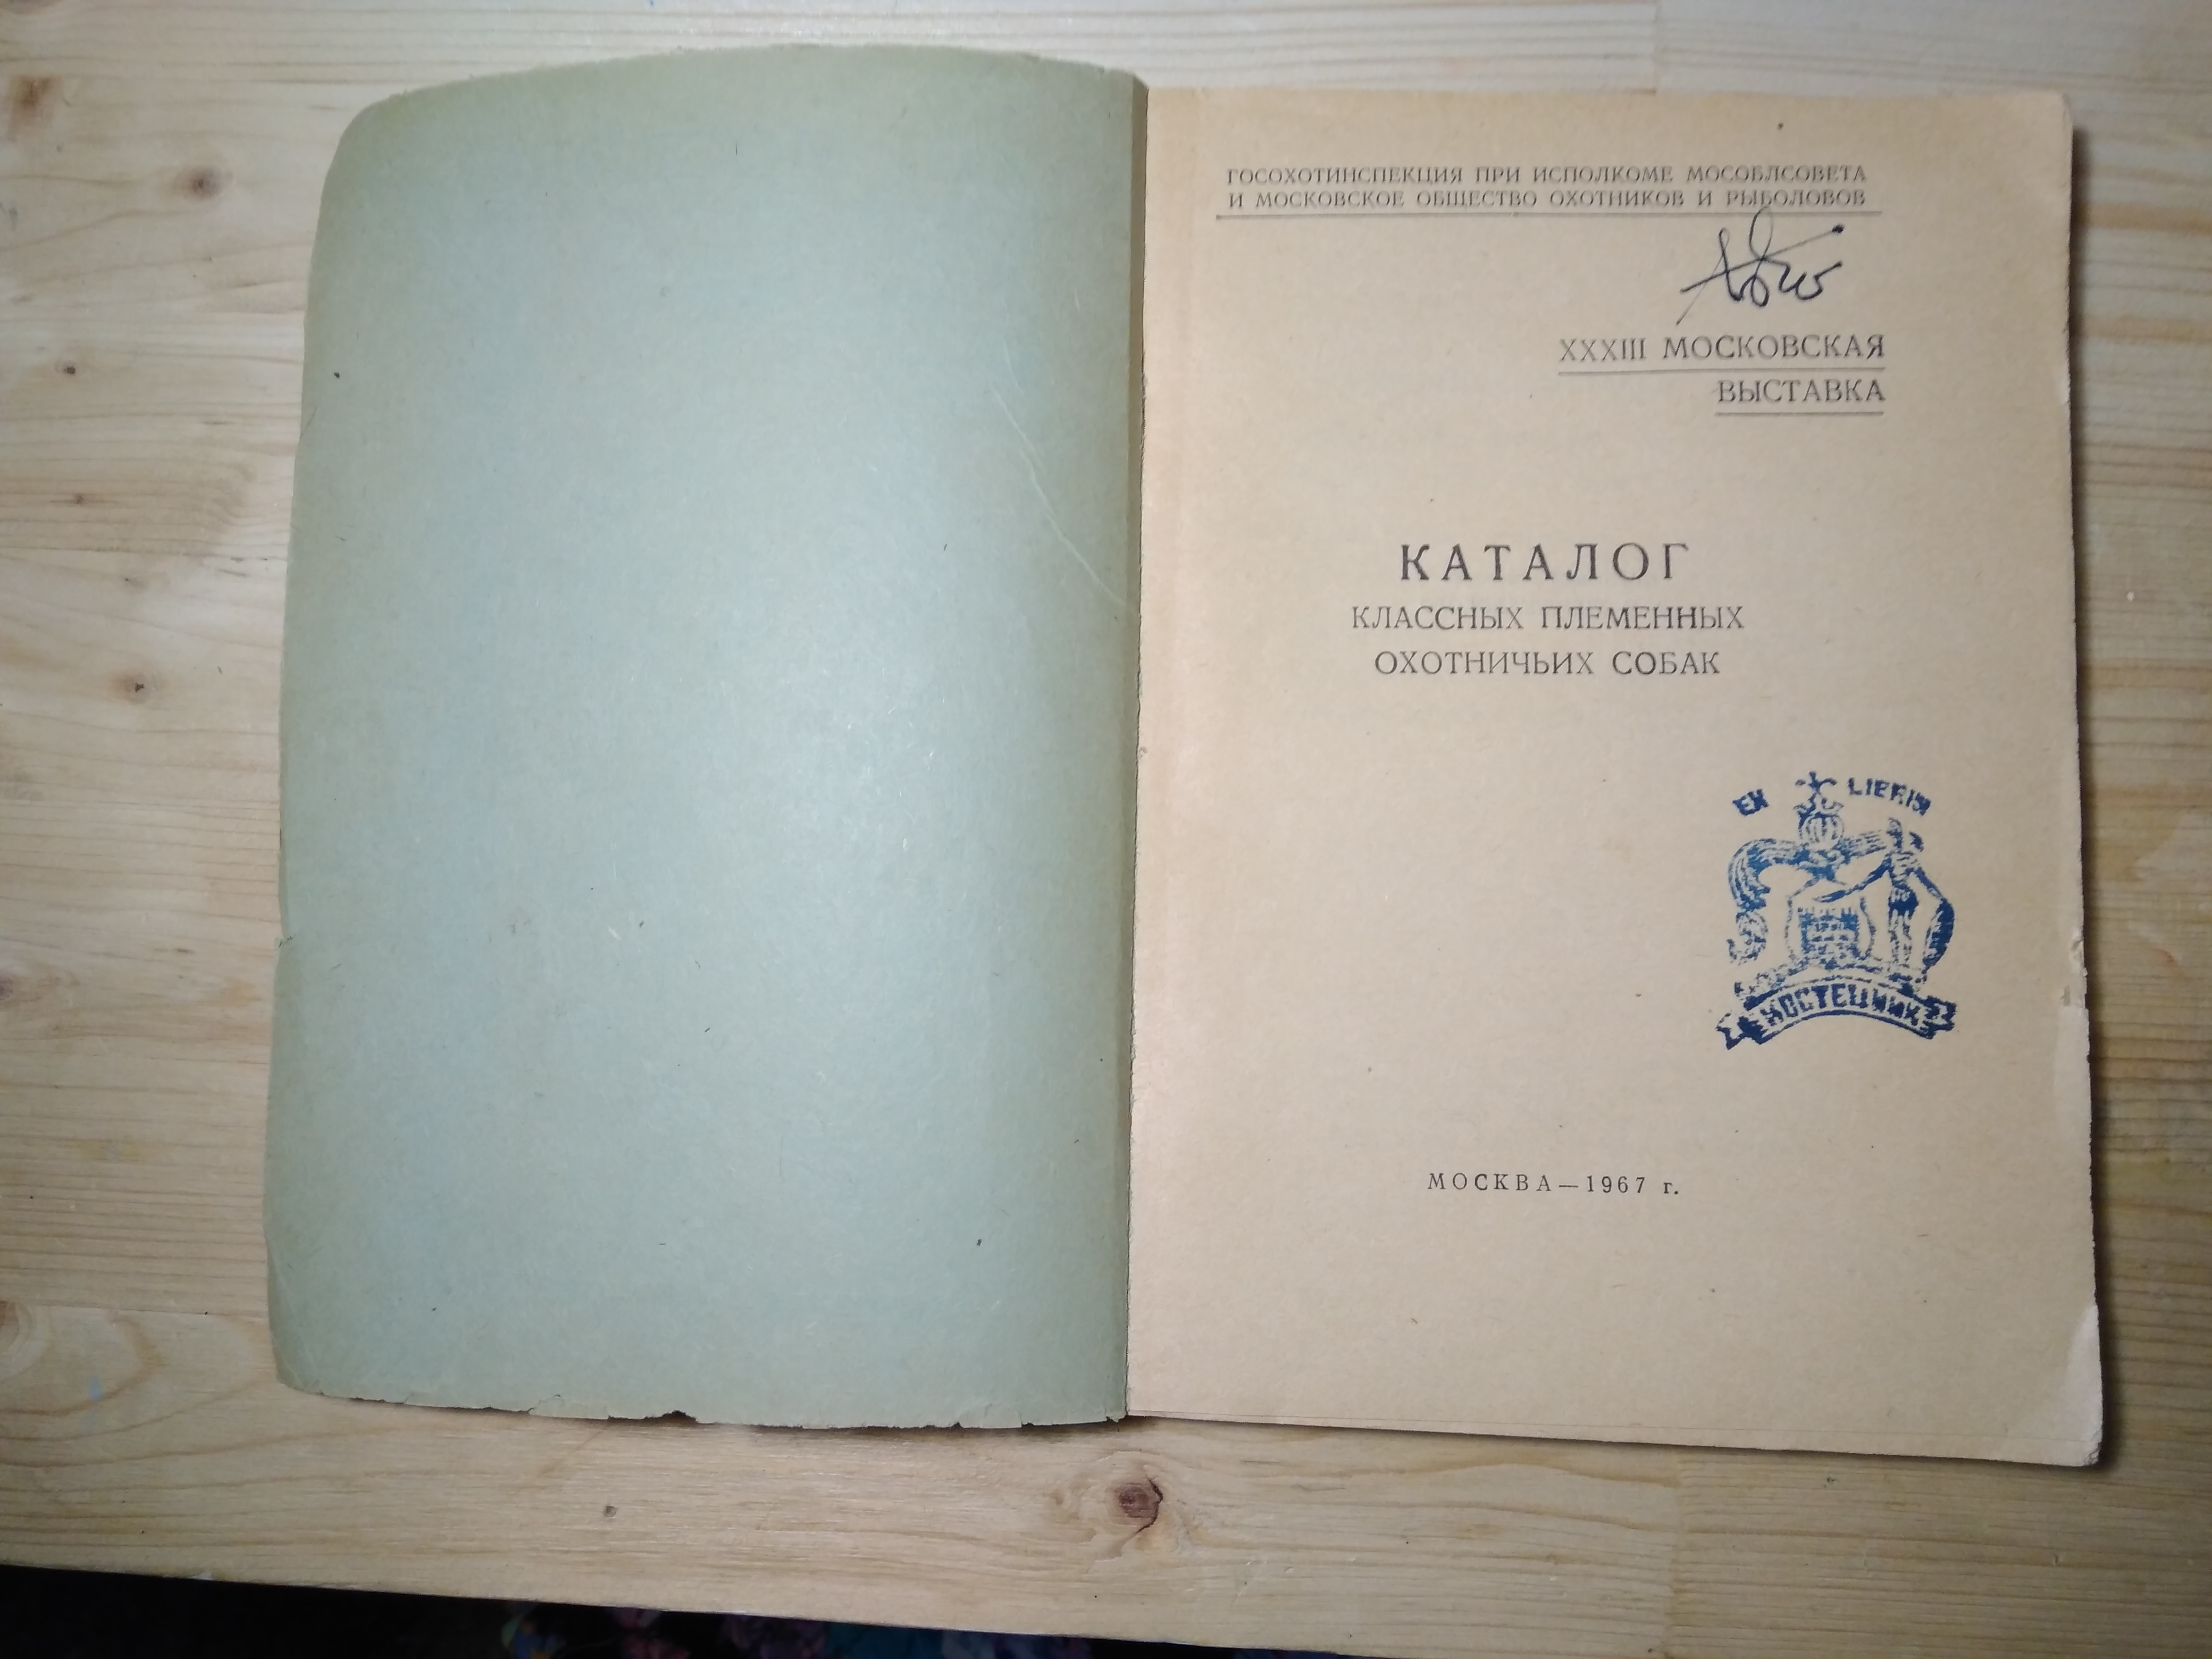 ГОСОХОТИНСПЕКЦИЯ ПРИ ИСПОЛКОМЕ МОСОБЛСОВЕТА
И МОСКОВСКОЕ ОБЩЕСТВО ОХОТНИКОВ И РЫБОЛОВОВ
XXXIII МОСКОВСКАЯ
ВЫСТАВКА
КАТАЛОГ
КЛАССНЫХ ПЛЕМЕННЫХ
ОХОТНИЧЬИХ СОБАК
EX LIBRIS
МОСКВА—1967 г.